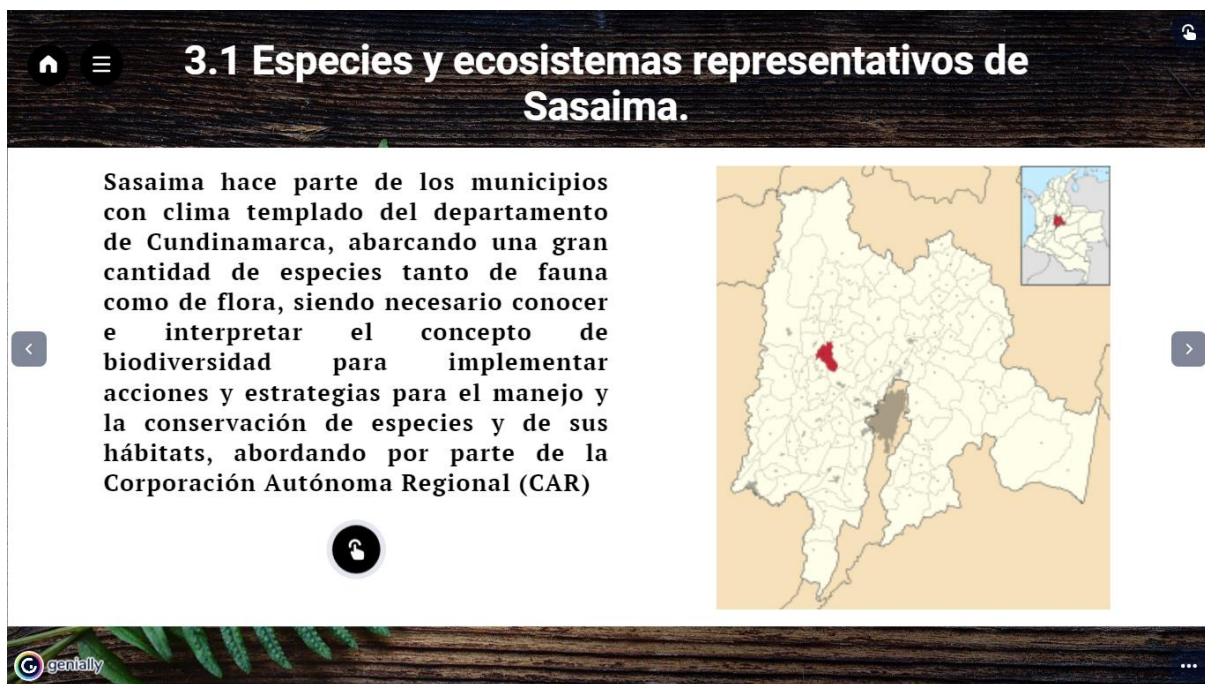 3.1 Especies y ecosistemas representativos de
Sasaima.
Sasaima hace parte de los municipios
con clima templado del departamento
de Cundinamarca, abarcando una gran
cantidad de especies tanto de fauna
como de flora, siendo necesario conocer
e interpretar el concepto de
biodiversidad para implementar
acciones y estrategias para el manejo y
la conservación de especies y de sus
hábitats, abordando por parte de la
Corporación Autónoma Regional (CAR)
genially